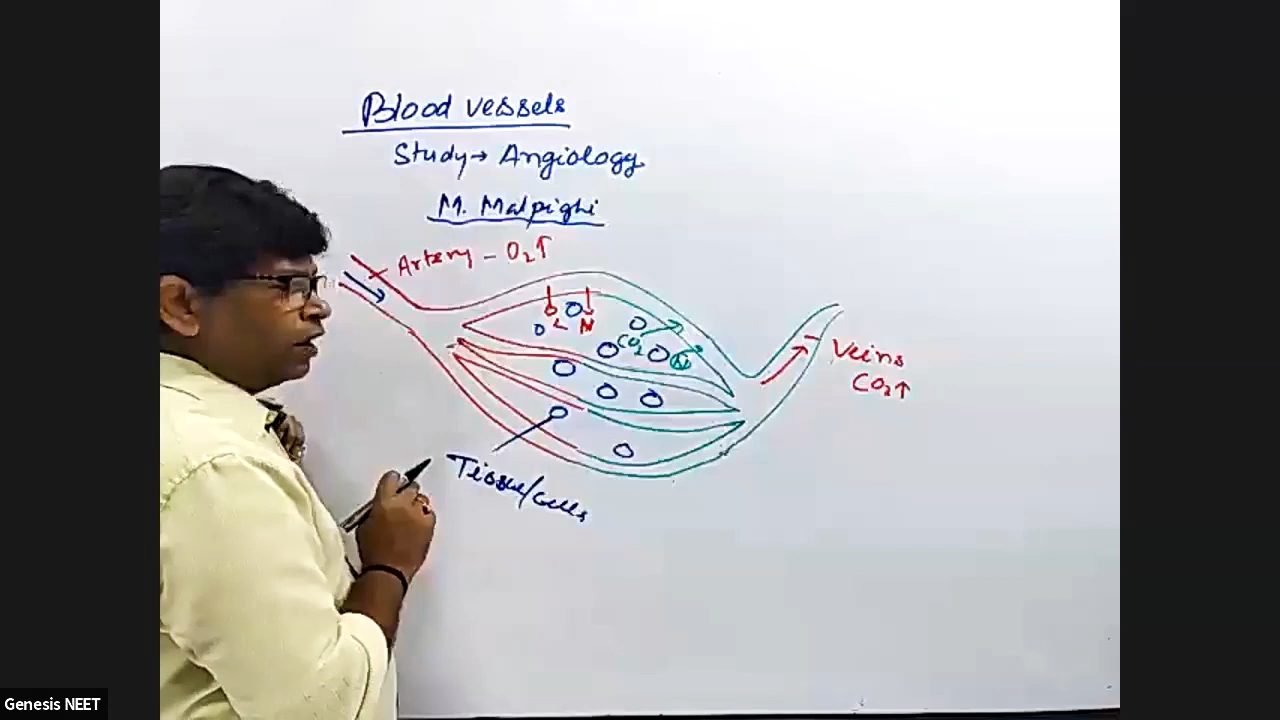 Blood vessels
Study → Angiology
M. Malpighi
Artery - O₂↑
O₂ N
CO₂ N
Veins
CO₂↑
Tissue/cells
Genesis NEET